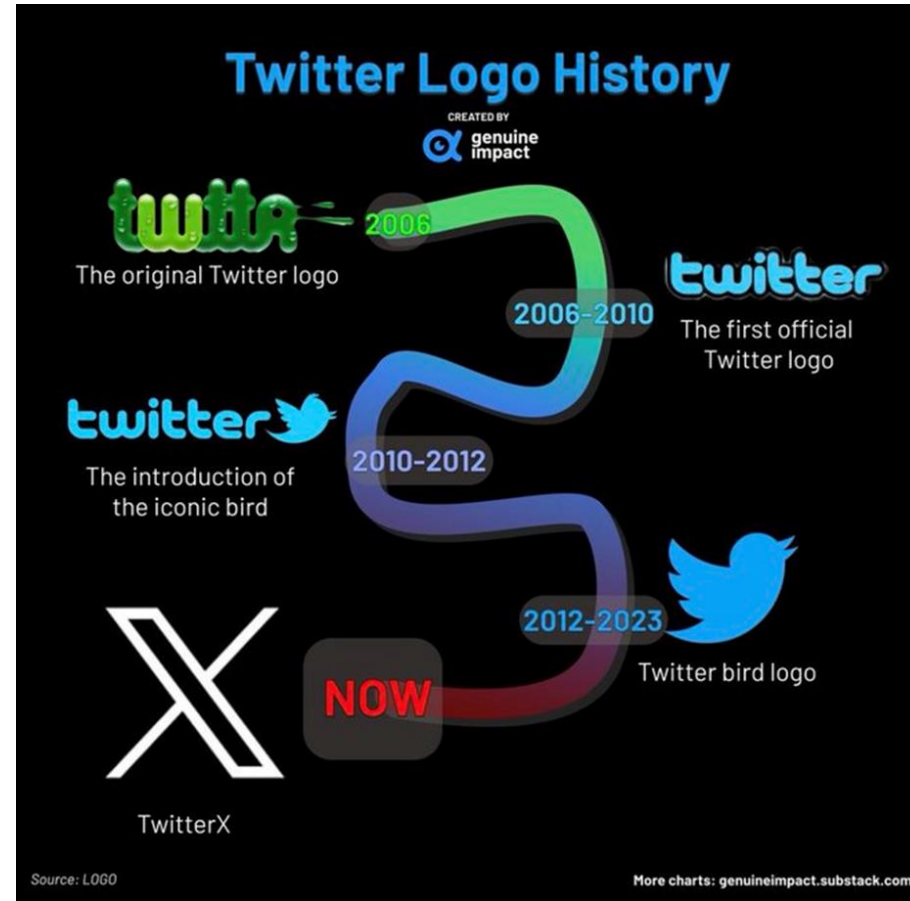 Twitter Logo History
CREATED BY
genuine
impact
twttr
2006
The original Twitter logo
twitter
2006-2010
The first official
Twitter logo
twitter
2010-2012
The introduction of
the iconic bird
2012-2023
Twitter bird logo
X
NOW
TwitterX
Source: LOGO
More charts: genuineimpact.substack.com